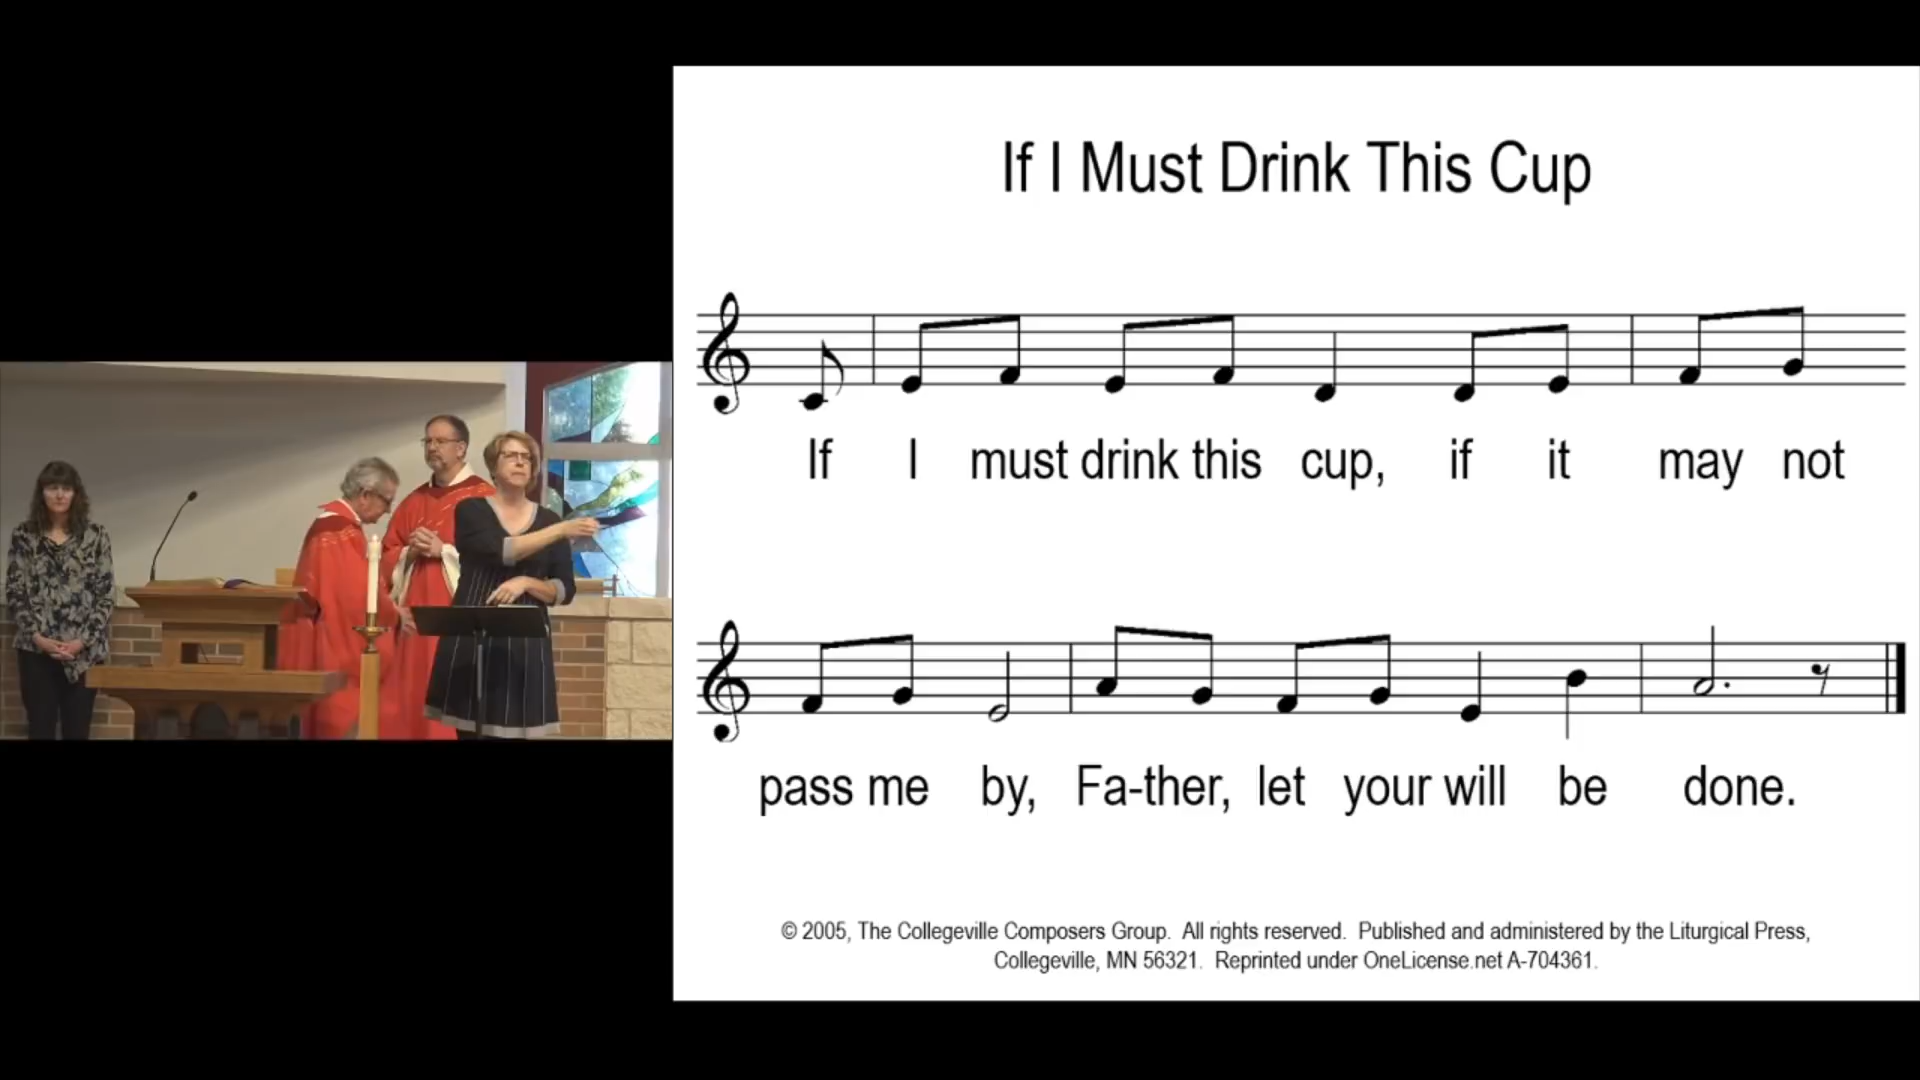 If I Must Drink This Cup
If I must drink this cup, if it may not
pass me by, Fa-ther, let your will be done.
© 2005, The Collegeville Composers Group. All rights reserved. Published and administered by the Liturgical Press,
Collegeville, MN 56321. Reprinted under OneLicense.net A-704361.